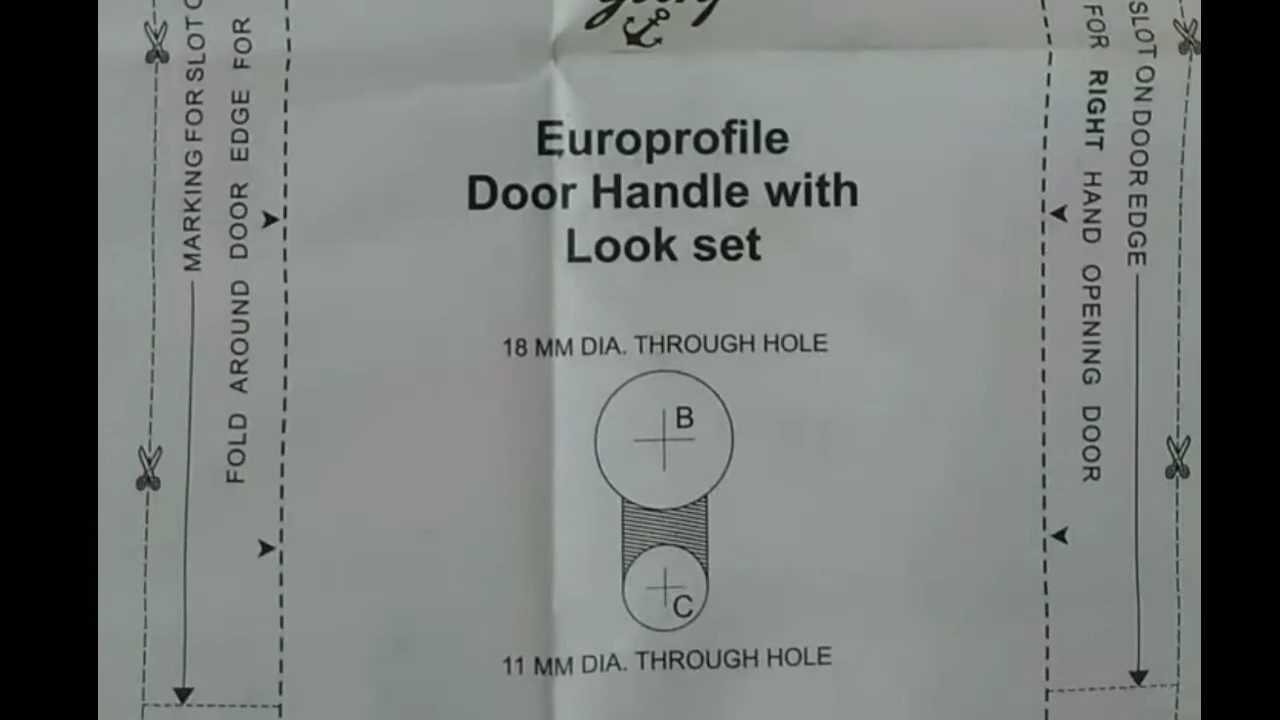 MARKING FOR SLOT
FOLD AROUND DOOR EDGE FOR
Europrofile
Door Handle with
Look set
18 MM DIA. THROUGH HOLE
B
C
11 MM DIA. THROUGH HOLE
FOR RIGHT HAND OPENING DOOR
SLOT ON DOOR EDGE